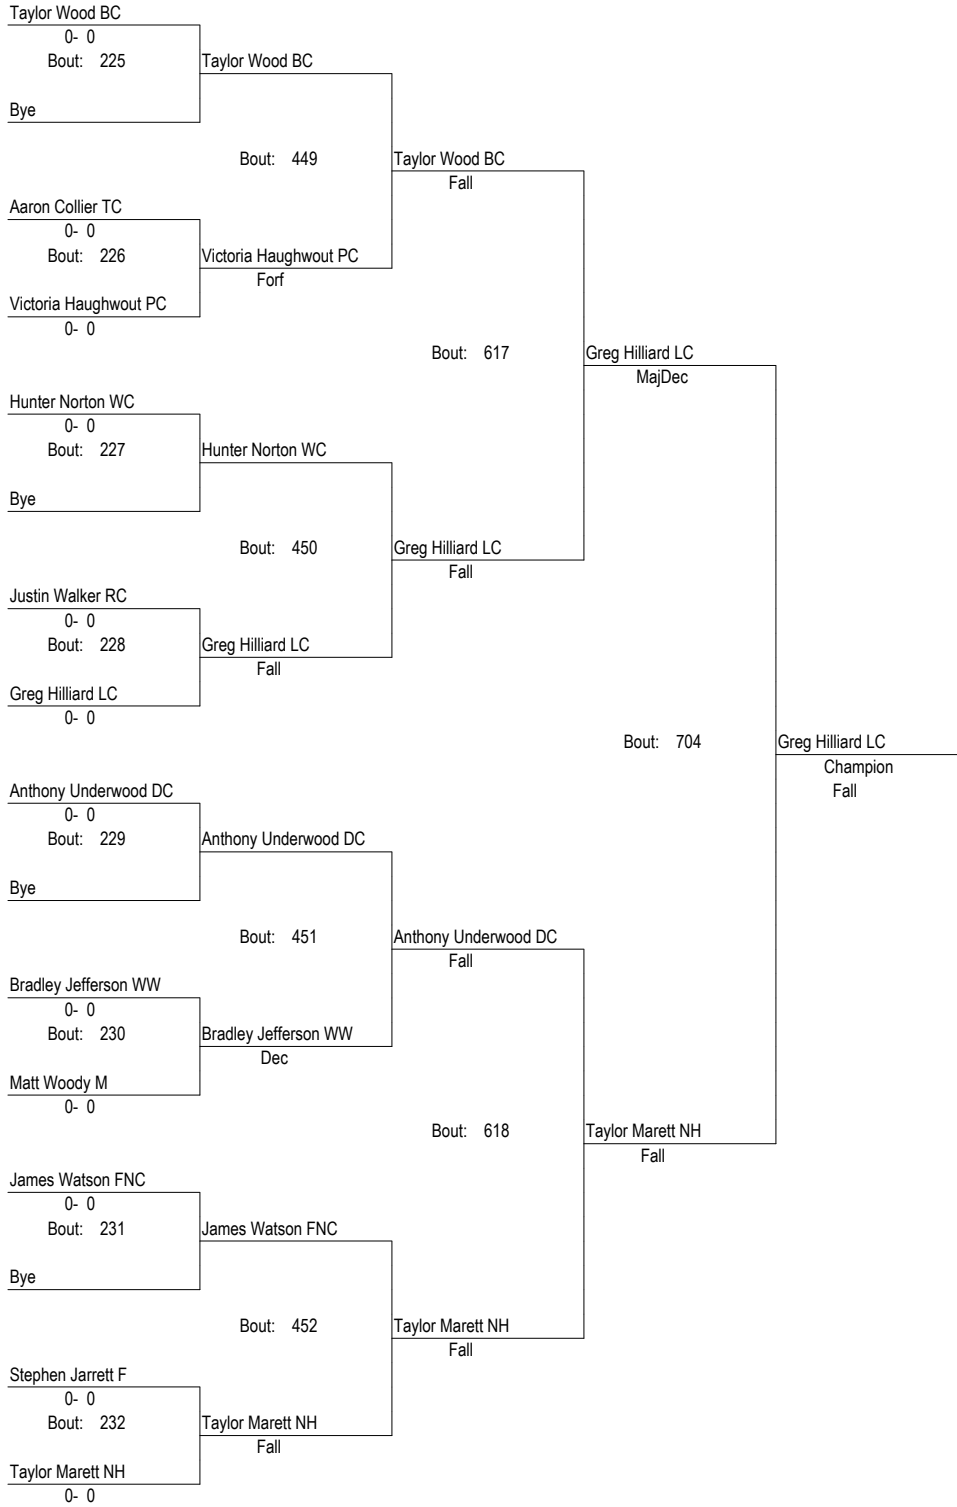 Taylor Wood BC
0- 0
Bout: 225
Taylor Wood BC
Bye
Bout: 449
Taylor Wood BC
Fall
Aaron Collier TC
0- 0
Bout: 226
Victoria Haughwout PC
Forf
Victoria Haughwout PC
0- 0
Bout: 617
Greg Hilliard LC
MajDec
Hunter Norton WC
0- 0
Bout: 227
Hunter Norton WC
Bye
Bout: 450
Greg Hilliard LC
Fall
Justin Walker RC
0- 0
Bout: 228
Greg Hilliard LC
Fall
Greg Hilliard LC
0- 0
Bout: 704
Greg Hilliard LC
Champion
Fall
Anthony Underwood DC
0- 0
Bout: 229
Anthony Underwood DC
Bye
Bout: 451
Anthony Underwood DC
Fall
Bradley Jefferson WW
0- 0
Bout: 230
Bradley Jefferson WW
Dec
Matt Woody M
0- 0
Bout: 618
Taylor Marett NH
Fall
James Watson FNC
0- 0
Bout: 231
James Watson FNC
Bye
Bout: 452
Taylor Marett NH
Fall
Stephen Jarrett F
0- 0
Bout: 232
Taylor Marett NH
Fall
Taylor Marett NH
0- 0